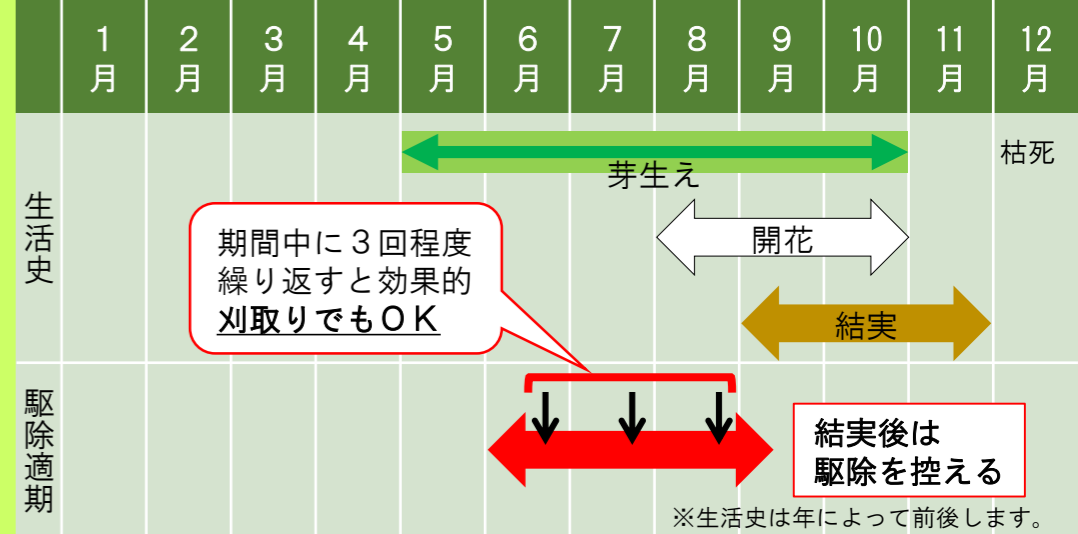 1月 2月 3月 4月 5月 6月 7月 8月 9月 10月 11月 12月
生活史
芽生え
枯死
開花
結実
期間中に３回程度
繰り返すと効果的
刈取りでもＯＫ
駆除適期
結実後は
駆除を控える
※生活史は年によって前後します。